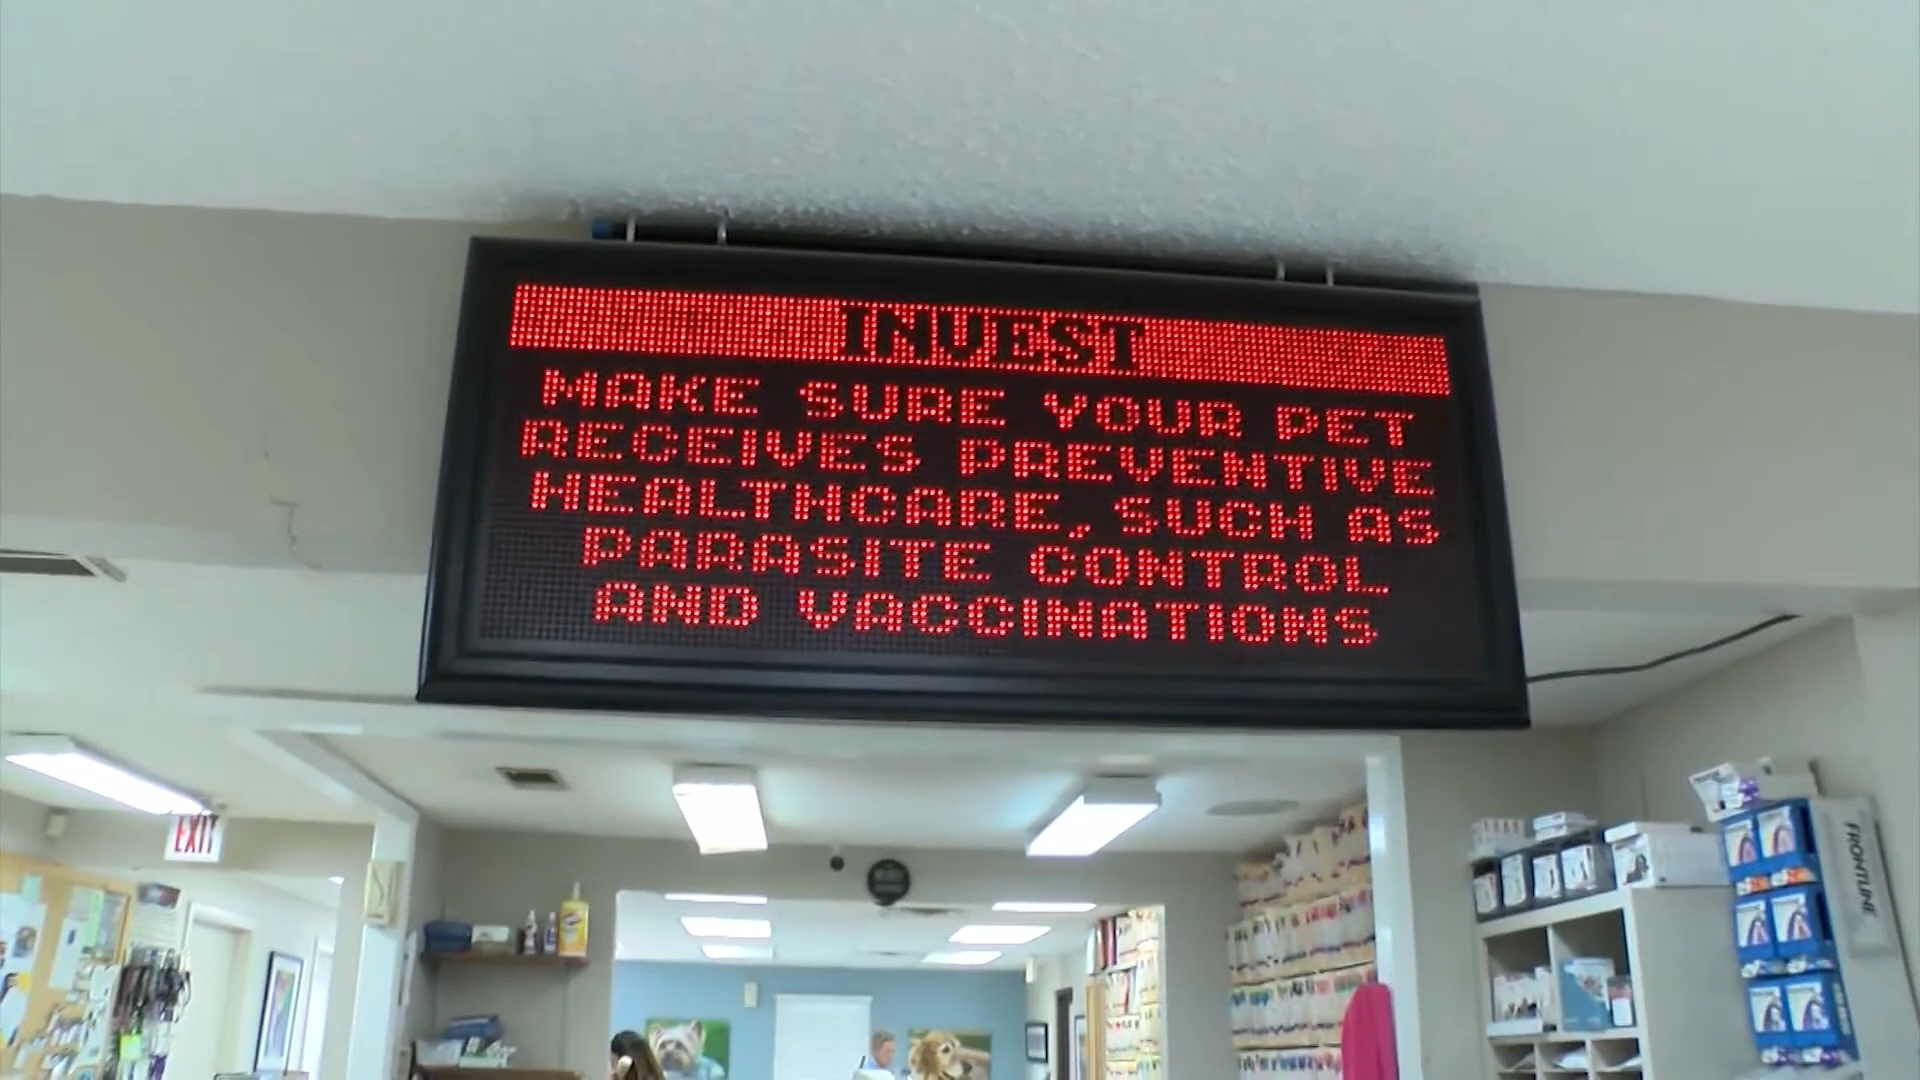 INVEST
MAKE SURE YOUR PET
RECEIVES PREVENTIVE
HEALTHCARE, SUCH AS
PARASITE CONTROL
AND VACCINATIONS
EXIT
FRONTLINE